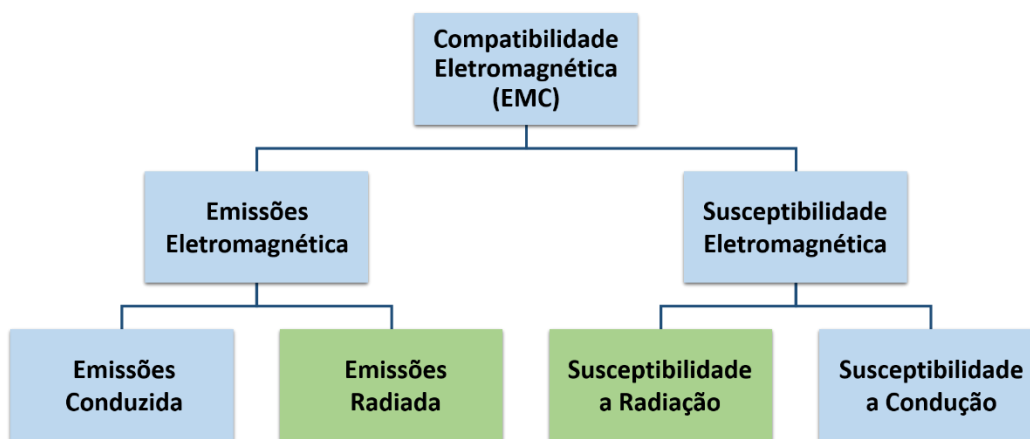 Compatibilidade
Eletromagnética
(EMC)
Emissões
Eletromagnética
Susceptibilidade
Eletromagnética
Emissões
Conduzida
Emissões
Radiada
Susceptibilidade
a Radiação
Susceptibilidade
a Condução